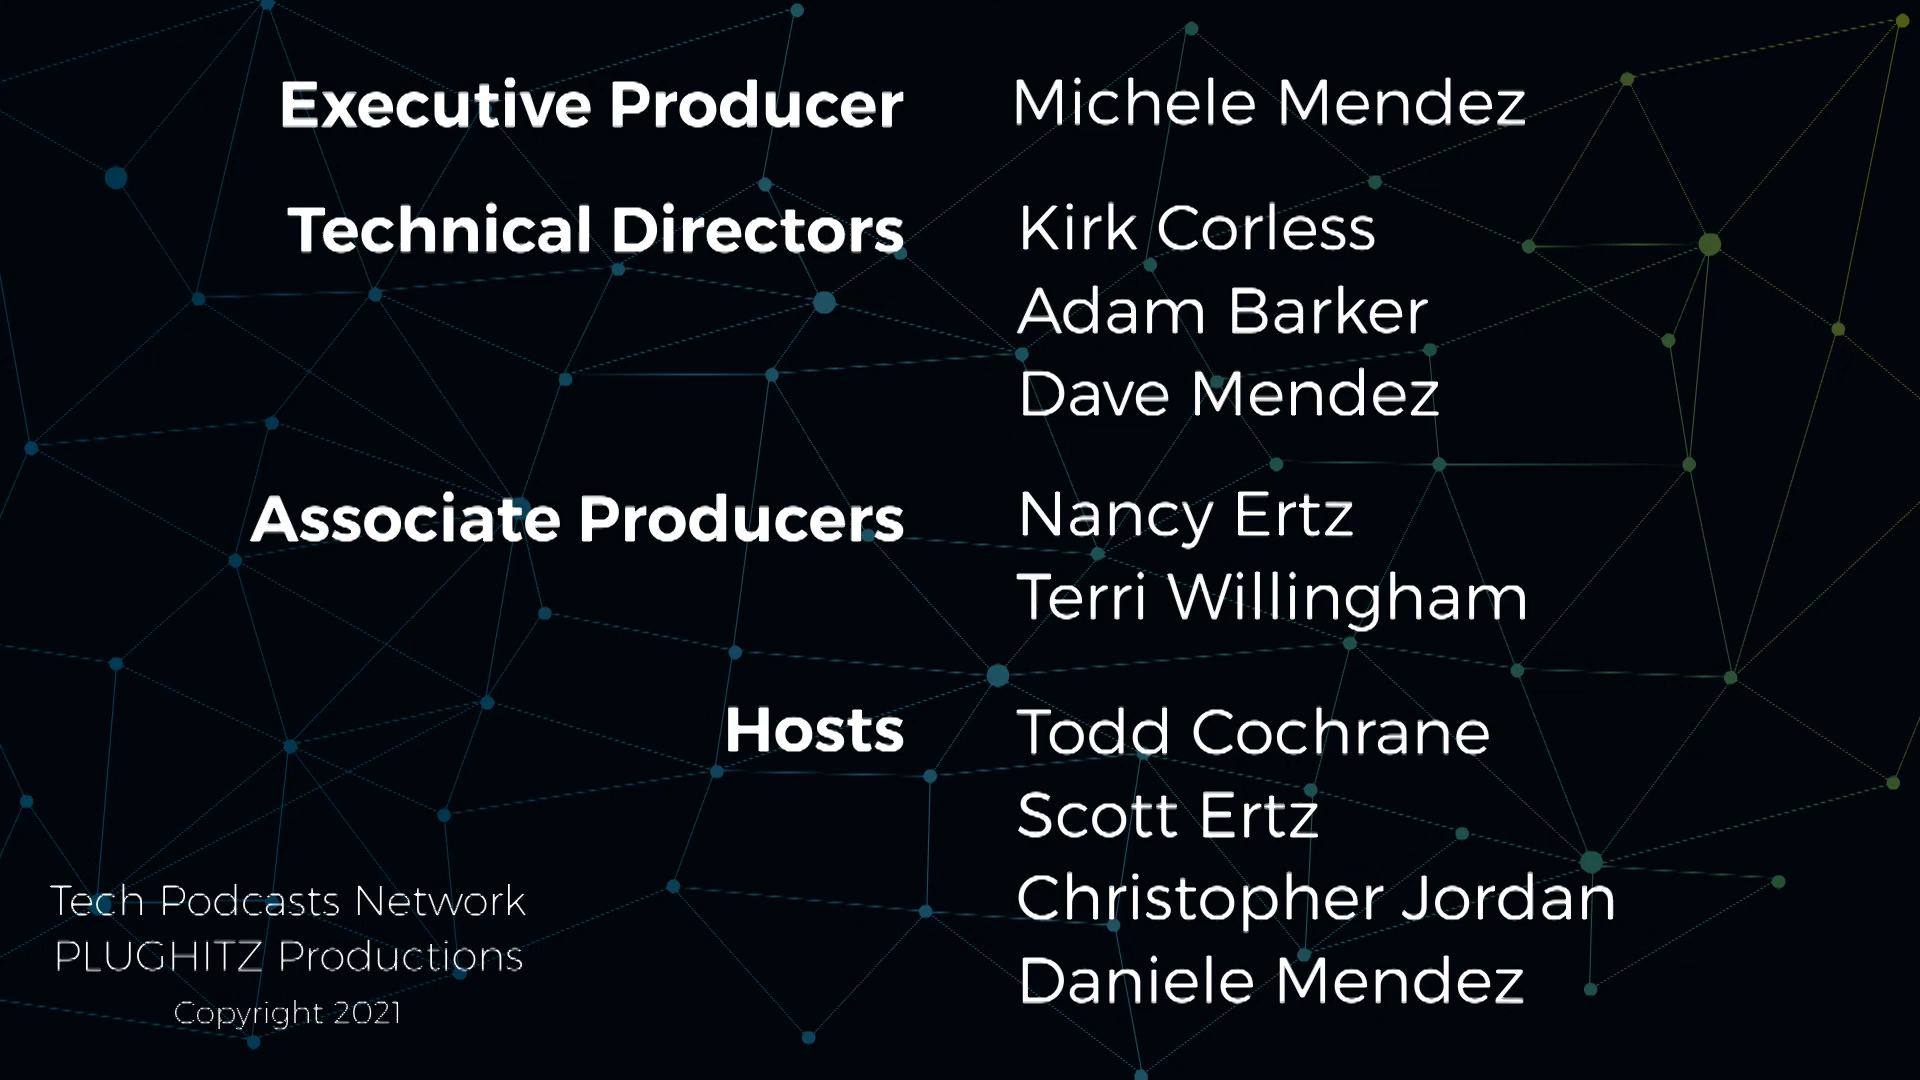 Executive Producer Michele Mendez
Technical Directors Kirk Corless
Adam Barker
Dave Mendez
Associate Producers Nancy Ertz
Terri Willingham
Hosts Todd Cochrane
Scott Ertz
Christopher Jordan
Daniele Mendez
Tech Podcasts Network
PLUGHITZ Productions
Copyright 2021